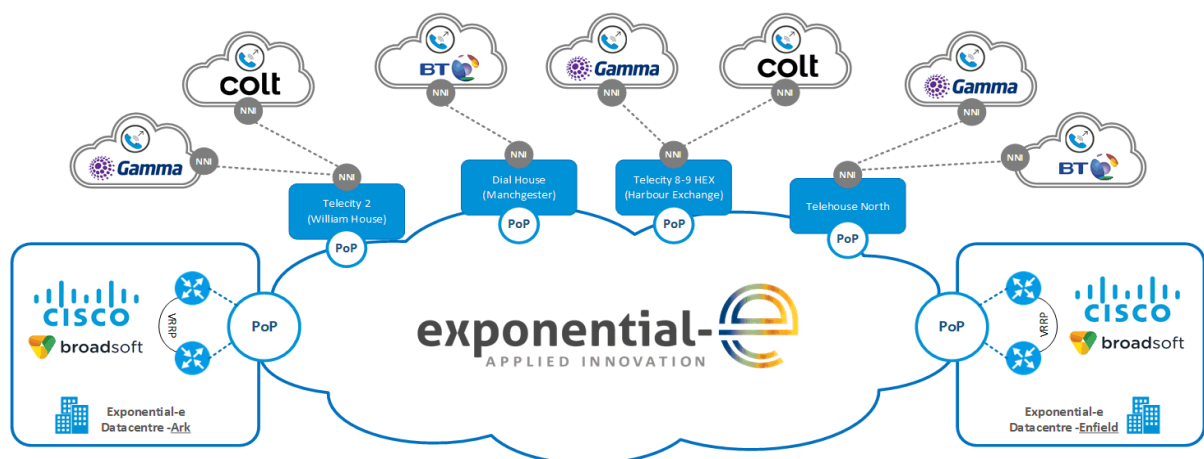 colt
NNI
BT
NNI
Gamma
NNI
colt
NNI
Gamma
NNI
Gamma
NNI
BT
NNI
NNI
Telecity 2
(William House)
PoP
NNI
Dial House
(Manchgester)
PoP
NNI
Telecity 8-9 HEX
(Harbour Exchange)
PoP
NNI
Telehouse North
PoP
CISCO
broadsoft
VRRP
PoP
Exponential-e
Datacentre -Ark
exponential-e
APPLIED INNOVATION
PoP
VRRP
CISCO
broadsoft
Exponential-e
Datacentre -Enfield